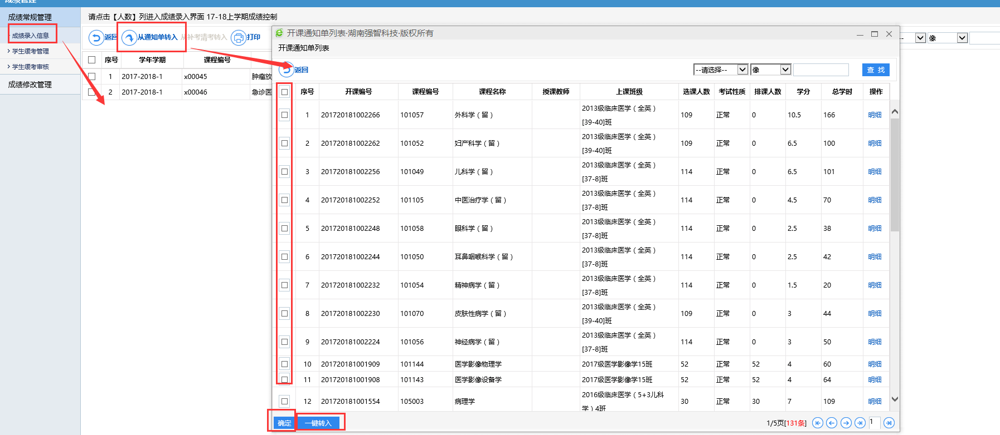 成绩管理
成绩常规管理
成绩录入信息
学生缓考管理
学生缓考审核
成绩修改管理
请点击【人数】列进入成绩录入界面 17-18上学期成绩控制
返回 从通知单转入 从补考清考转入 打印
像
序号 学年学期 课程编号
1 2017-2018-1 x00045 肿瘤放
2 2017-2018-1 x00046 急诊医
开课通知单列表·湖南强智科技·版权所有
开课通知单列表
返回 --请选择-- 像 查 找
序号 开课编号 课程编号 课程名称 授课教师 上课班级 选课人数 考试性质 排课人数 学分 总学时 操作
1 201720181002266 101057 外科学（留） 2013级临床医学（全英） 109 正常 0 10.5 166 明细
[39-40]班
2 201720181002262 101052 妇产科学（留） 2013级临床医学（全英） 109 正常 0 6.5 100 明细
[39-40]班
3 201720181002256 101049 儿科学（留） 2013级临床医学（全英） 114 正常 0 6.5 101 明细
[37-8]班
4 201720181002252 101105 中医治疗学（留） 2013级临床医学（全英） 114 正常 0 4.5 70 明细
[37-8]班
5 201720181002248 101058 眼科学（留） 2013级临床医学（全英） 114 正常 0 2.5 38 明细
[37-8]班
6 201720181002244 101050 耳鼻咽喉科学（留） 2013级临床医学（全英） 114 正常 0 2.5 42 明细
[37-8]班
7 201720181002232 101054 精神病学（留） 2013级临床医学（全英） 114 正常 0 1.5 20 明细
[37-8]班
8 201720181002230 101070 皮肤性病学（留） 2013级临床医学（全英） 109 正常 0 3 44 明细
[39-40]班
9 201720181002224 101056 神经病学（留） 2013级临床医学（全英） 114 正常 0 3 50 明细
[37-8]班
10 201720181001909 101144 医学影像物理学 2017级医学影像学15班 52 正常 52 4 60 明细
11 201720181001908 101143 医学影像设备学 2017级医学影像学15班 52 正常 52 4 64 明细
12 201720181001554 105003 病理学 2016级临床医学（5+3儿科 30 正常 30 7 109 明细
学）4班
确定 一键转入 1/5页[131条] 1